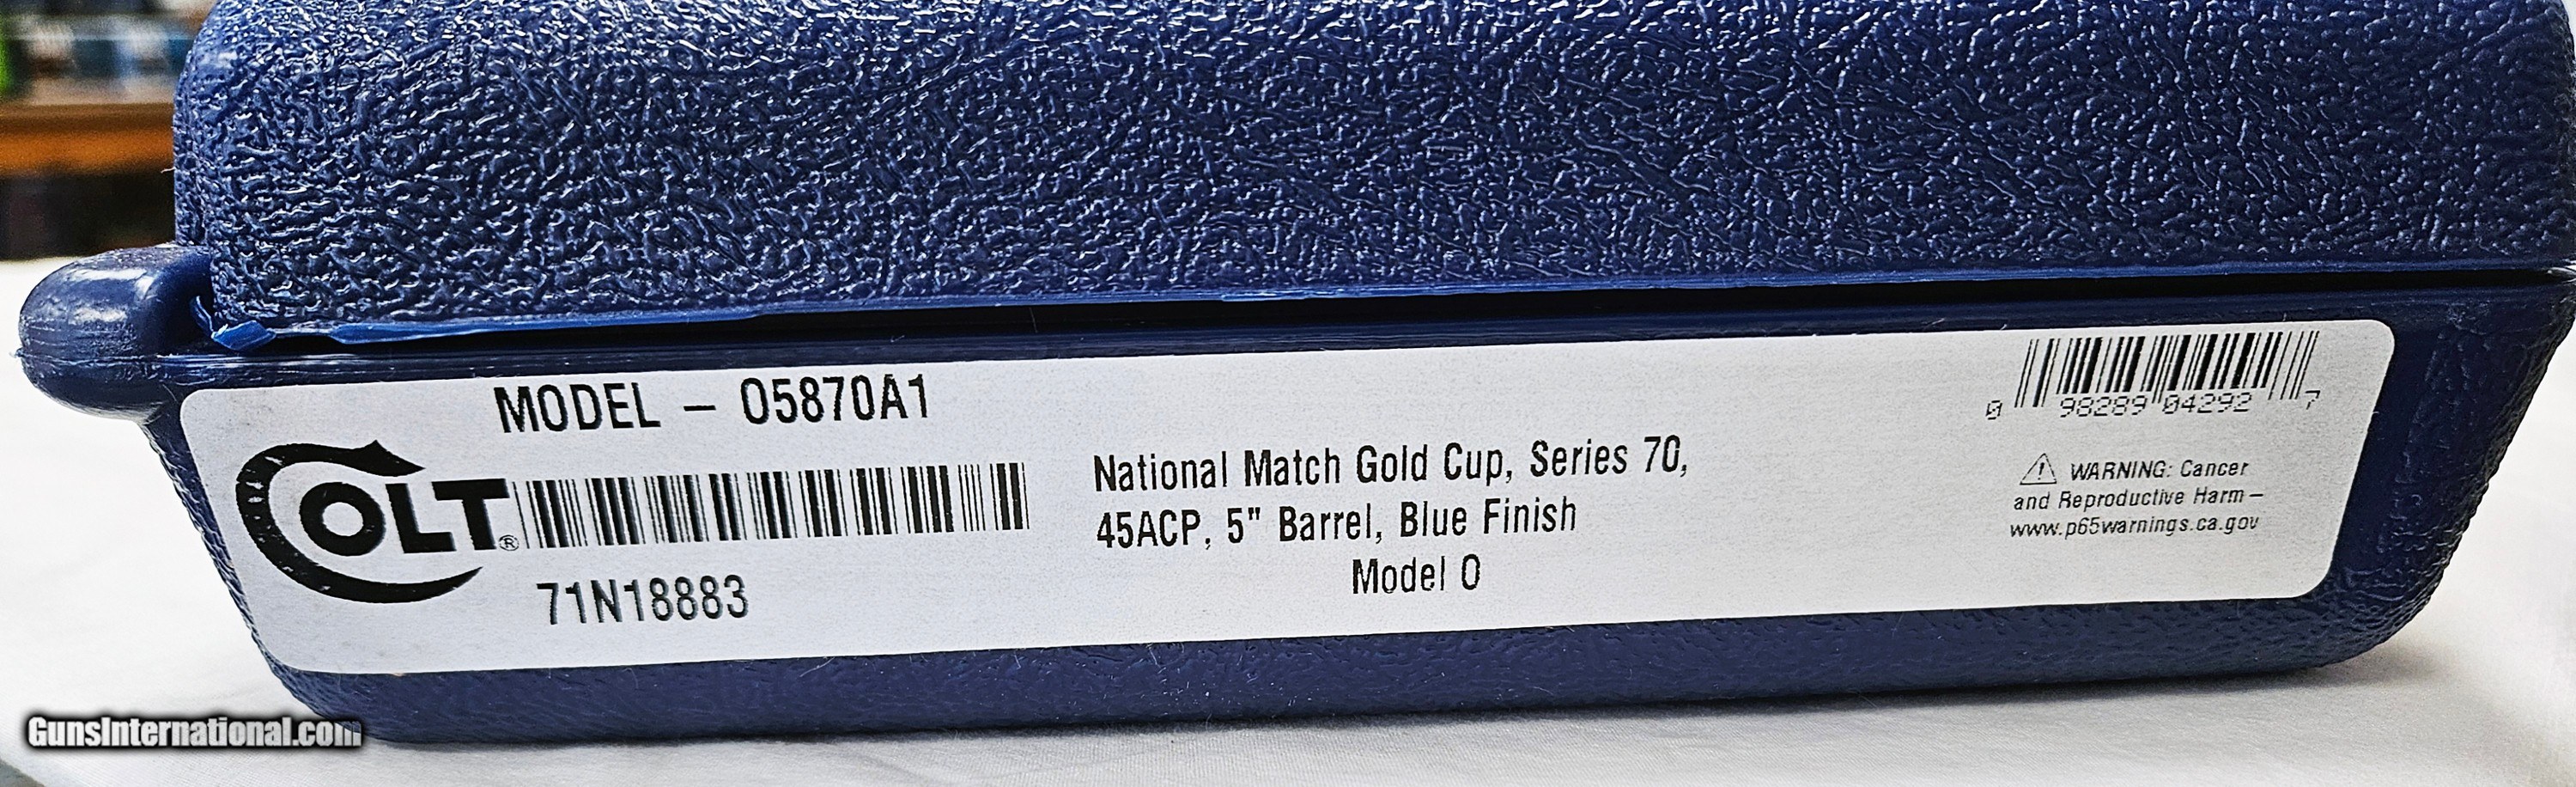 MODEL – O5870A1
COLT®
71N18883
National Match Gold Cup, Series 70,
45ACP, 5" Barrel, Blue Finish
Model O
0 98289 04292 7
⚠ WARNING: Cancer
and Reproductive Harm –
www.p65warnings.ca.gov
GunsInternational.com